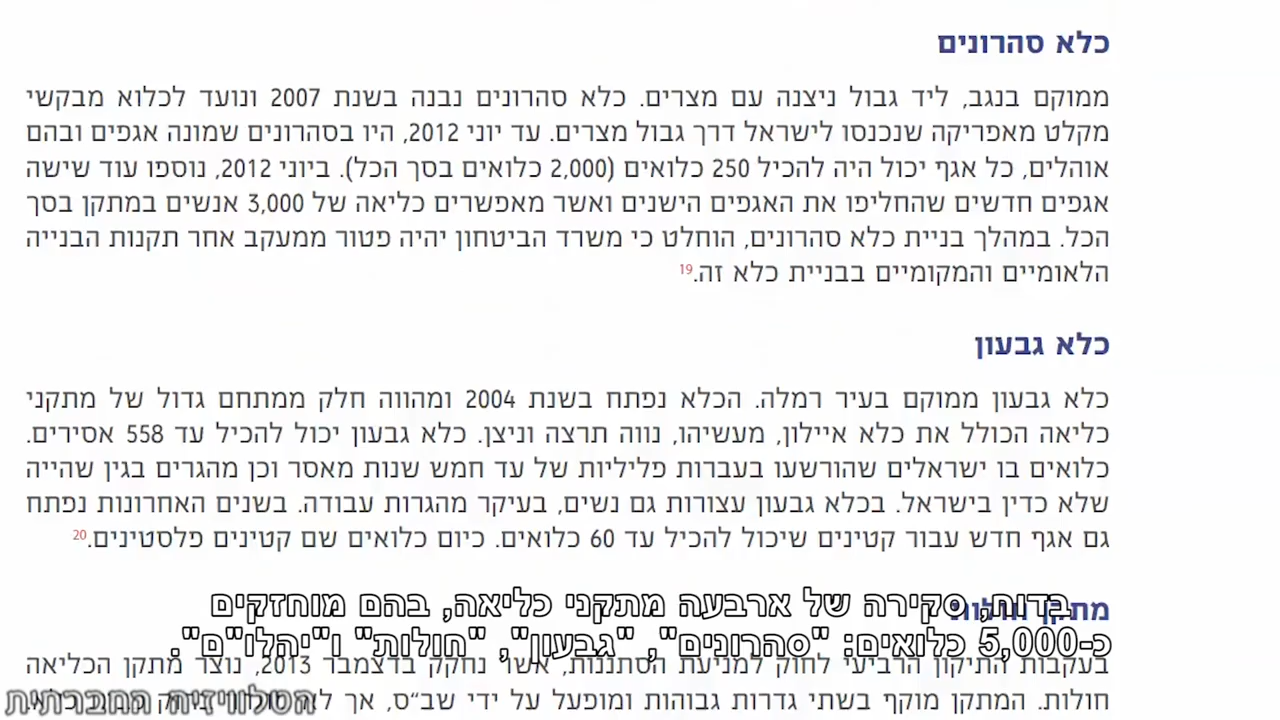 כלא סהרונים
ממוקם בנגב, ליד גבול ניצנה עם מצרים. כלא סהרונים נבנה בשנת 2007 ונועד לכלוא מבקשי
מקלט מאפריקה שנכנסו לישראל דרך גבול מצרים. עד יוני 2012, היו בסהרונים שמונה אגפים ובהם
אוהלים, כל אגף יכול היה להכיל 250 כלואים (2,000 כלואים בסך הכל). ביוני 2012, נוספו עוד שישה
אגפים חדשים שהחליפו את האגפים הישנים ואשר מאפשרים כליאה של 3,000 אנשים במתקן בסך
הכל. במהלך בניית כלא סהרונים, הוחלט כי משרד הביטחון יהיה פטור ממעקב אחר תקנות הבנייה
הלאומיים והמקומיים בבניית כלא זה.19
כלא גבעון
כלא גבעון ממוקם בעיר רמלה. הכלא נפתח בשנת 2004 ומהווה חלק ממתחם גדול של מתקני
כליאה הכולל את כלא איילון, מעשיהו, נווה תרצה וניצן. כלא גבעון יכול להכיל עד 558 אסירים.
כלואים בו ישראלים שהורשעו בעברות פליליות של עד חמש שנות מאסר וכן מהגרים בגין שהייה
שלא כדין בישראל. בכלא גבעון עצורות גם נשים, בעיקר מהגרות עבודה. בשנים האחרונות נפתח
גם אגף חדש עבור קטינים שיכול להכיל עד 60 כלואים. כיום כלואים שם קטינים פלסטינים.20
מתקן חולות
בדוח, סקירה של ארבעה מתקני כליאה, בהם מוחזקים
כ-5,000 כלואים: "סהרונים", "גבעון", "חולות" ו"יהלו"ם".
בעקבות התיקון הרביעי לחוק למניעת הסתננות, אשר נחקק בדצמבר 2013, נוצר מתקן הכליאה
חולות. המתקן מוקף בשתי גדרות גבוהות ומופעל על ידי שב״ס, אך
הטלוויזיה החברתית